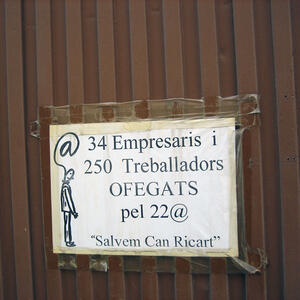 @ 34 Empresaris i
250 Treballadors
OFEGATS
pel 22@
“Salvem Can Ricart”